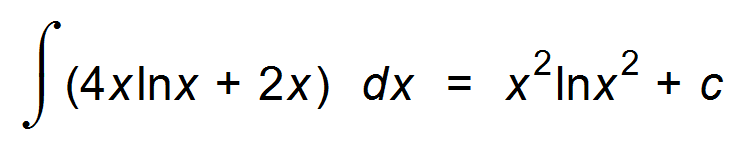 ∫(4xlnx + 2x) dx = x²lnx² + c